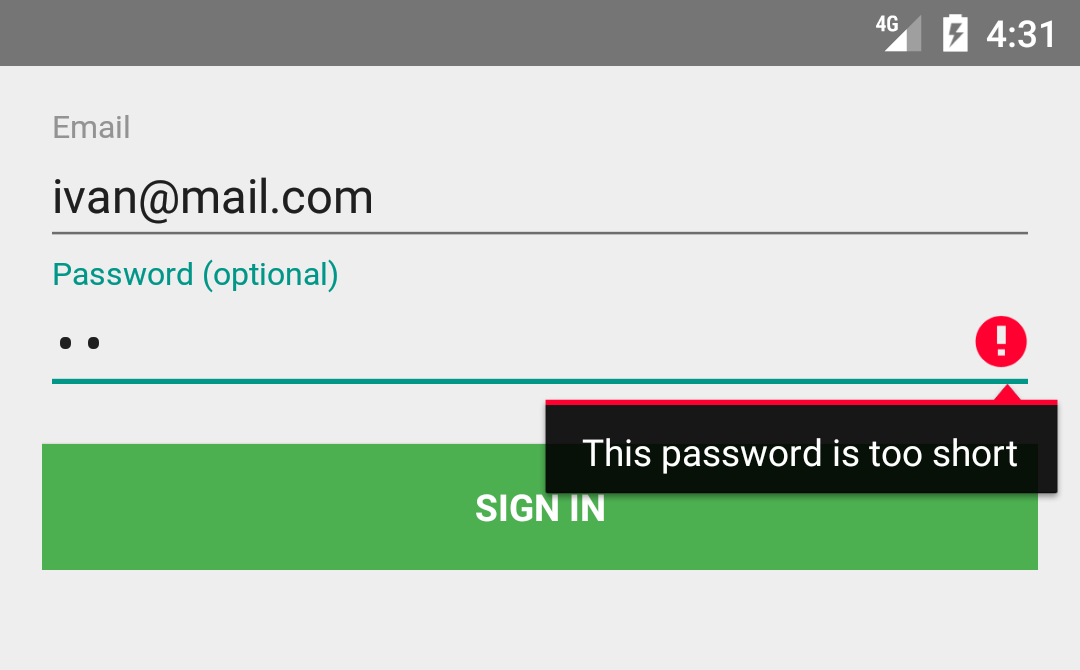 4G 4:31
Email
ivan@mail.com
Password (optional)
• •
This password is too short
SIGN IN